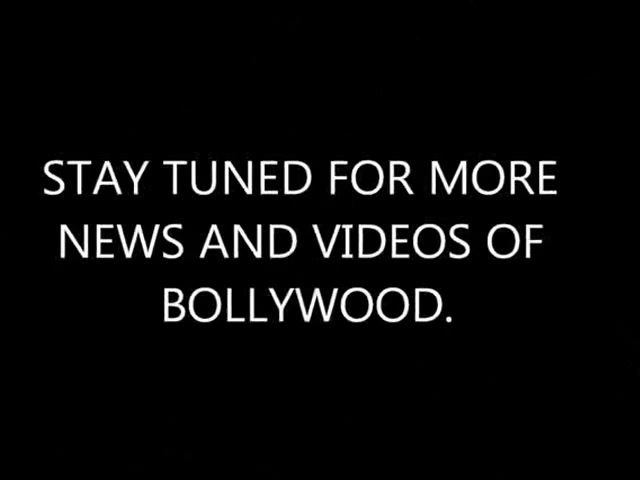 STAY TUNED FOR MORE
NEWS AND VIDEOS OF
BOLLYWOOD.